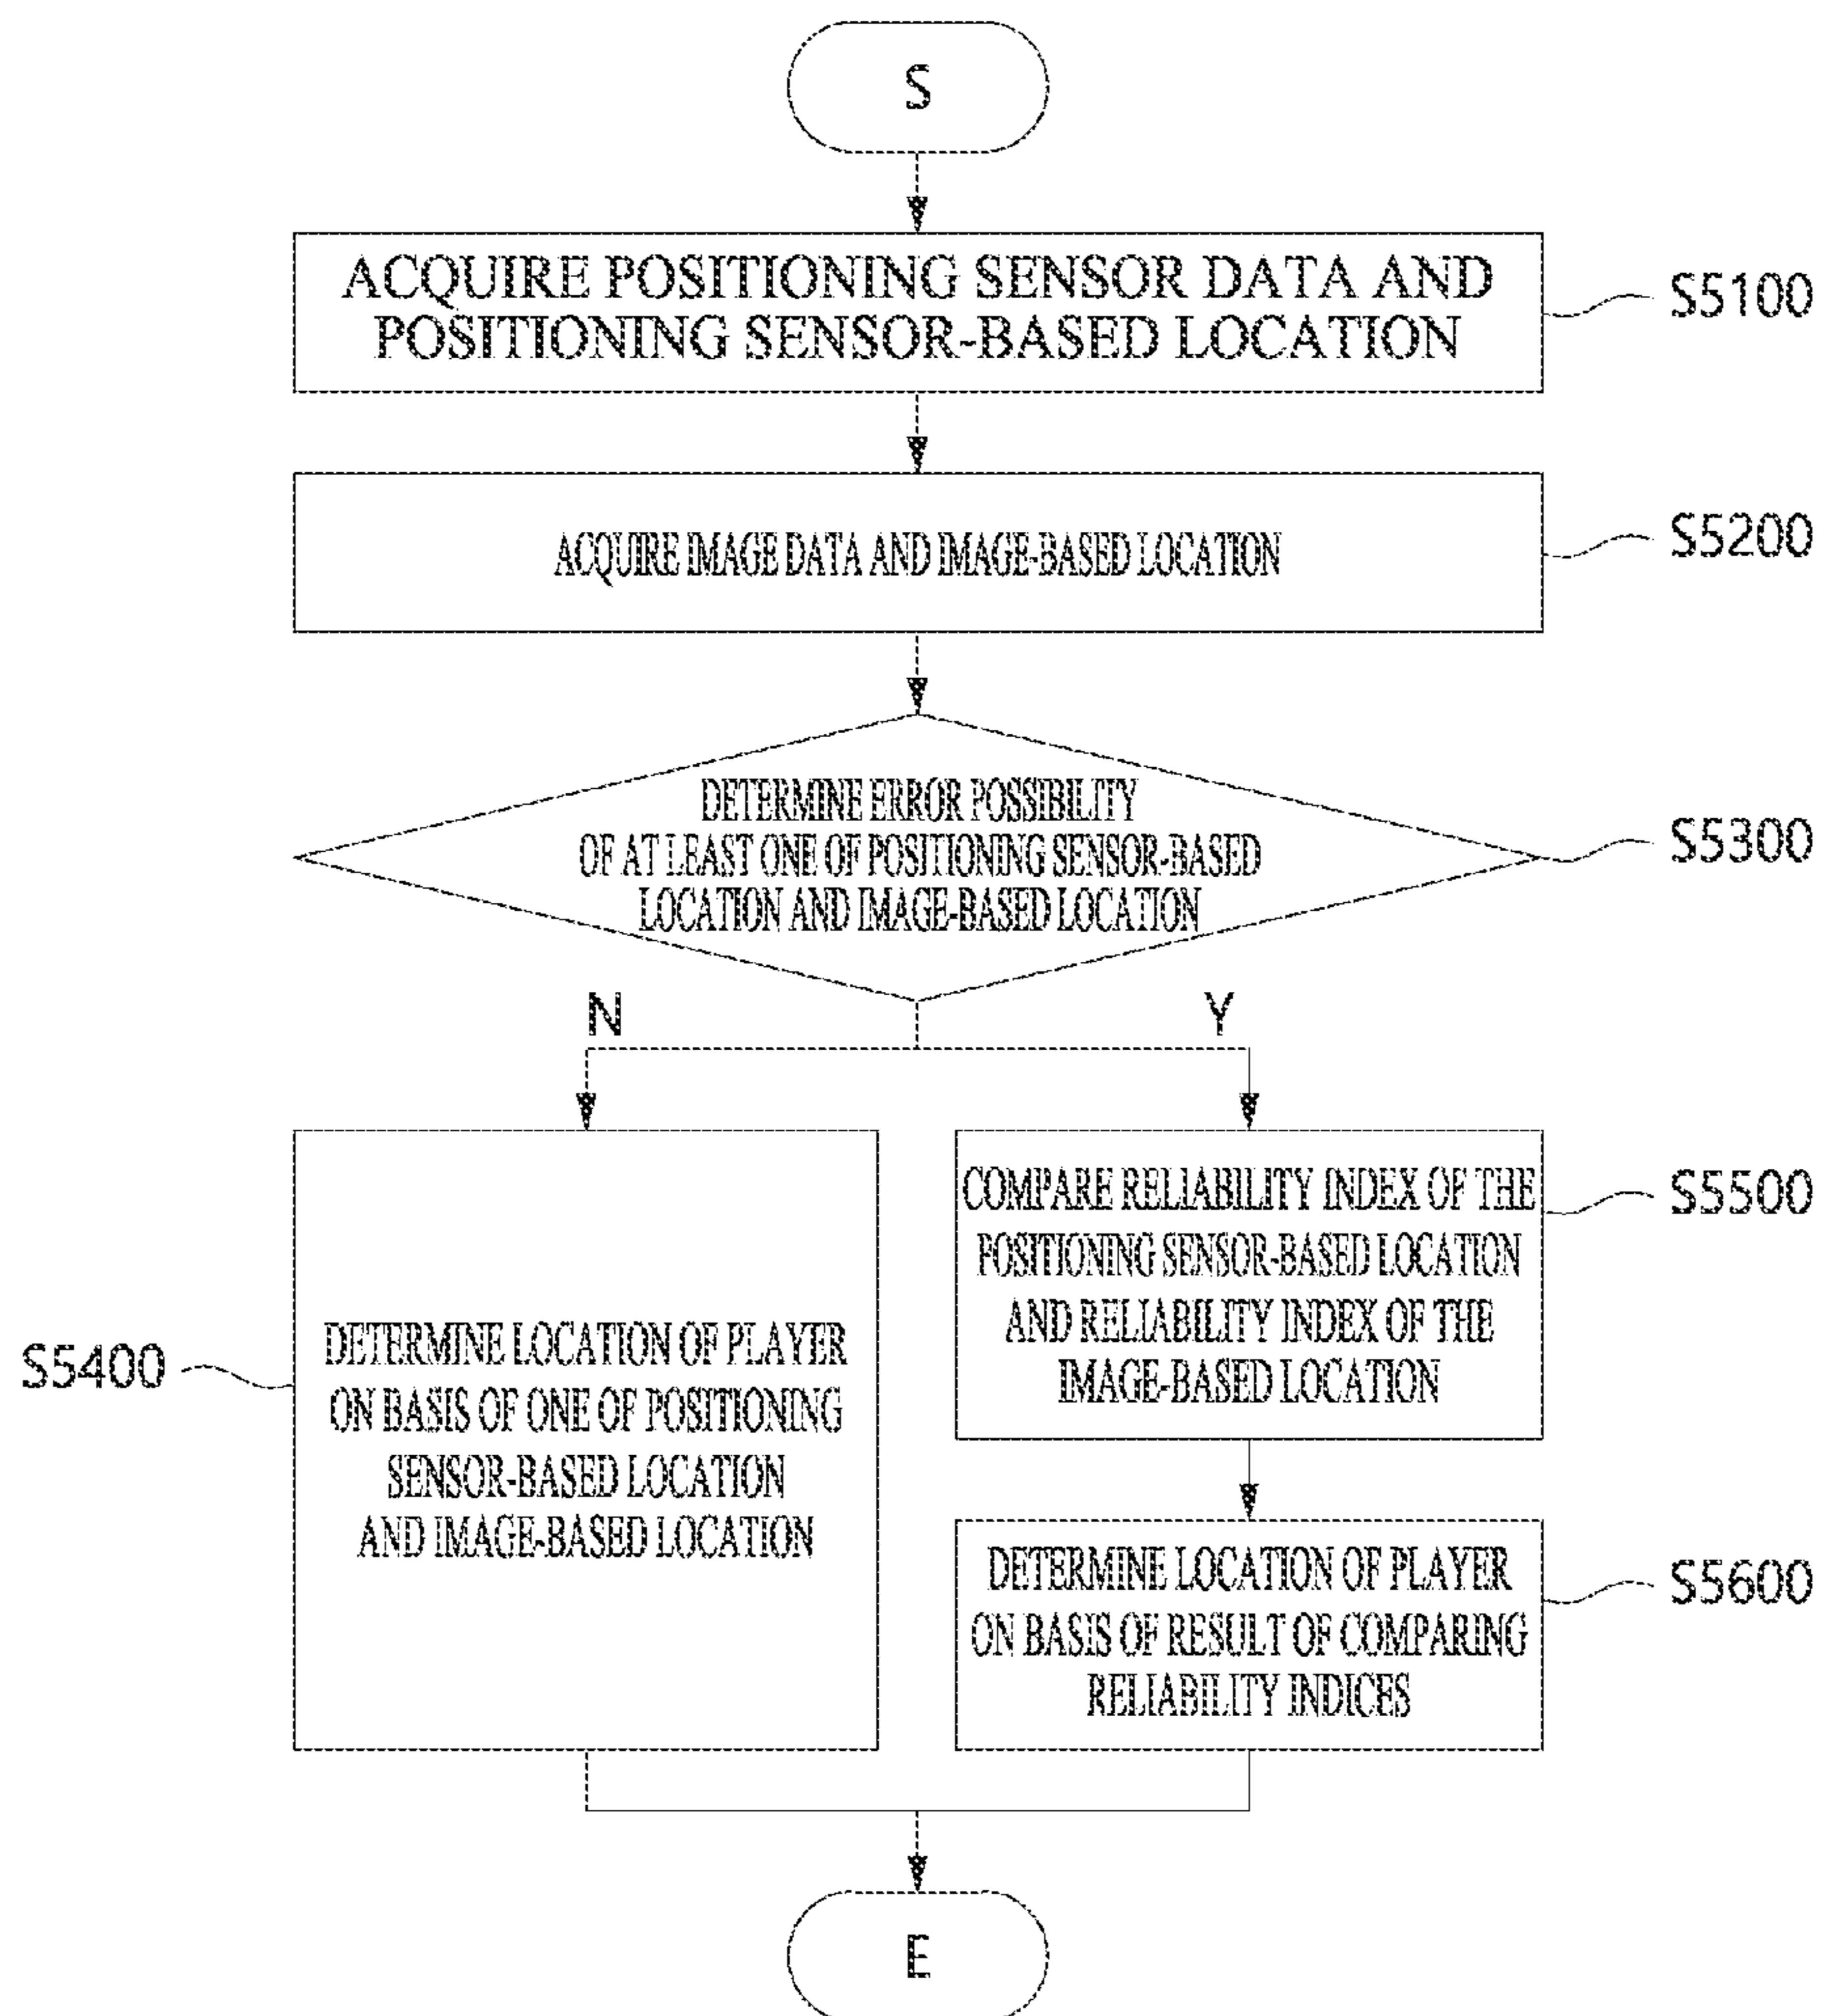 S
ACQUIRE POSITIONING SENSOR DATA AND
POSITIONING SENSOR-BASED LOCATION
S5100
ACQUIRE IMAGE DATA AND IMAGE-BASED LOCATION
S5200
DETERMINE ERROR POSSIBILITY
OF AT LEAST ONE OF POSITIONING SENSOR-BASED
LOCATION AND IMAGE-BASED LOCATION
S5300
N
Y
S5400
DETERMINE LOCATION OF PLAYER
ON BASIS OF ONE OF POSITIONING
SENSOR-BASED LOCATION
AND IMAGE-BASED LOCATION
COMPARE RELIABILITY INDEX OF THE
POSITIONING SENSOR-BASED LOCATION
AND RELIABILITY INDEX OF THE
IMAGE-BASED LOCATION
S5500
DETERMINE LOCATION OF PLAYER
ON BASIS OF RESULT OF COMPARING
RELIABILITY INDICES
S5600
E